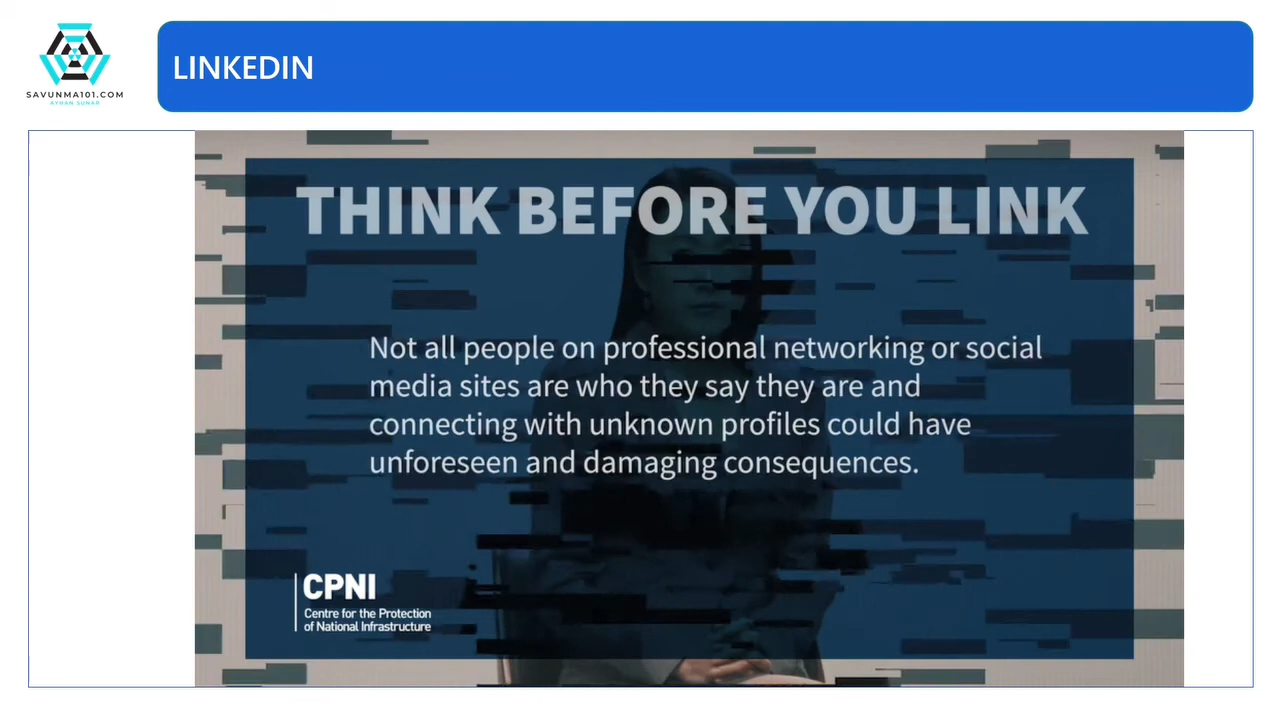 SAVUNMA101.COM
AYHAN SUNAR
LINKEDIN
THINK BEFORE YOU LINK
Not all people on professional networking or social
media sites are who they say they are and
connecting with unknown profiles could have
unforeseen and damaging consequences.
CPNI
Centre for the Protection
of National Infrastructure